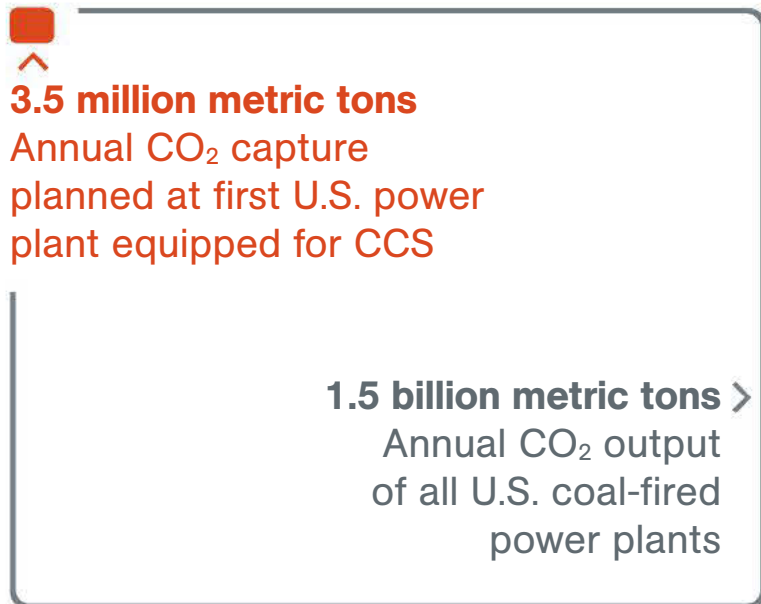 3.5 million metric tons
Annual CO₂ capture
planned at first U.S. power
plant equipped for CCS
1.5 billion metric tons
Annual CO₂ output
of all U.S. coal-fired
power plants